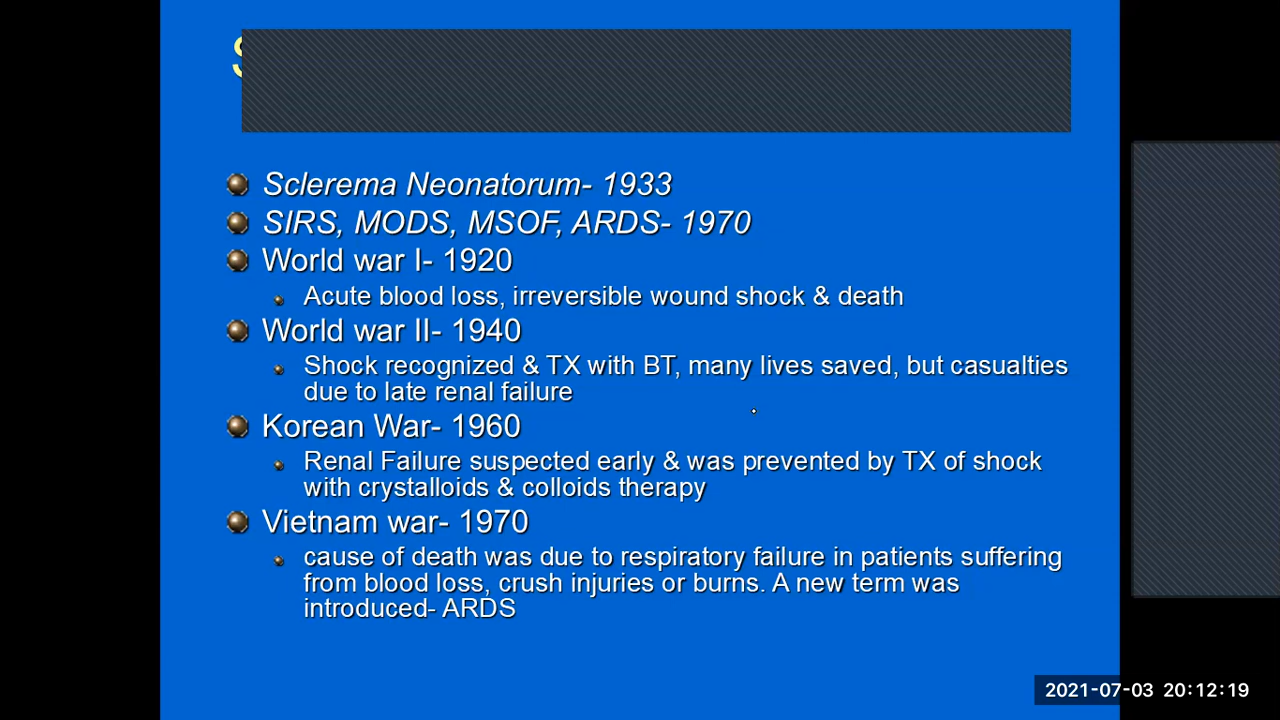 Sclerema Neonatorum- 1933
SIRS, MODS, MSOF, ARDS- 1970
World war I- 1920
Acute blood loss, irreversible wound shock & death
World war II- 1940
Shock recognized & TX with BT, many lives saved, but casualties
due to late renal failure
Korean War- 1960
Renal Failure suspected early & was prevented by TX of shock
with crystalloids & colloids therapy
Vietnam war- 1970
cause of death was due to respiratory failure in patients suffering
from blood loss, crush injuries or burns. A new term was
introduced- ARDS
2021-07-03 20:12:19